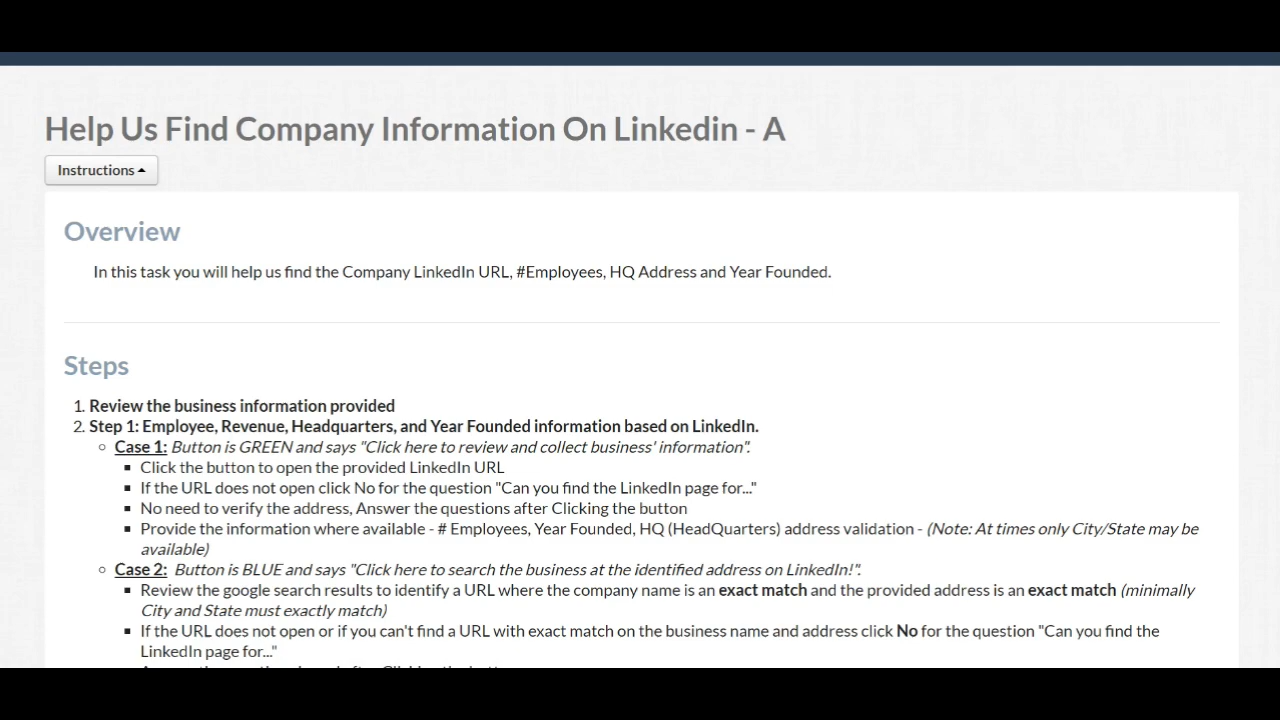 Help Us Find Company Information On Linkedin - A
Instructions
Overview
In this task you will help us find the Company LinkedIn URL, #Employees, HQ Address and Year Founded.
Steps
1. Review the business information provided
2. Step 1: Employee, Revenue, Headquarters, and Year Founded information based on LinkedIn.
Case 1: Button is GREEN and says "Click here to review and collect business' information".
Click the button to open the provided LinkedIn URL
If the URL does not open click No for the question "Can you find the LinkedIn page for..."
No need to verify the address, Answer the questions after Clicking the button
Provide the information where available - # Employees, Year Founded, HQ (HeadQuarters) address validation - (Note: At times only City/State may be
available)
Case 2: Button is BLUE and says "Click here to search the business at the identified address on LinkedIn!".
Review the google search results to identify a URL where the company name is an exact match and the provided address is an exact match (minimally
City and State must exactly match)
If the URL does not open or if you can't find a URL with exact match on the business name and address click No for the question "Can you find the
LinkedIn page for..."